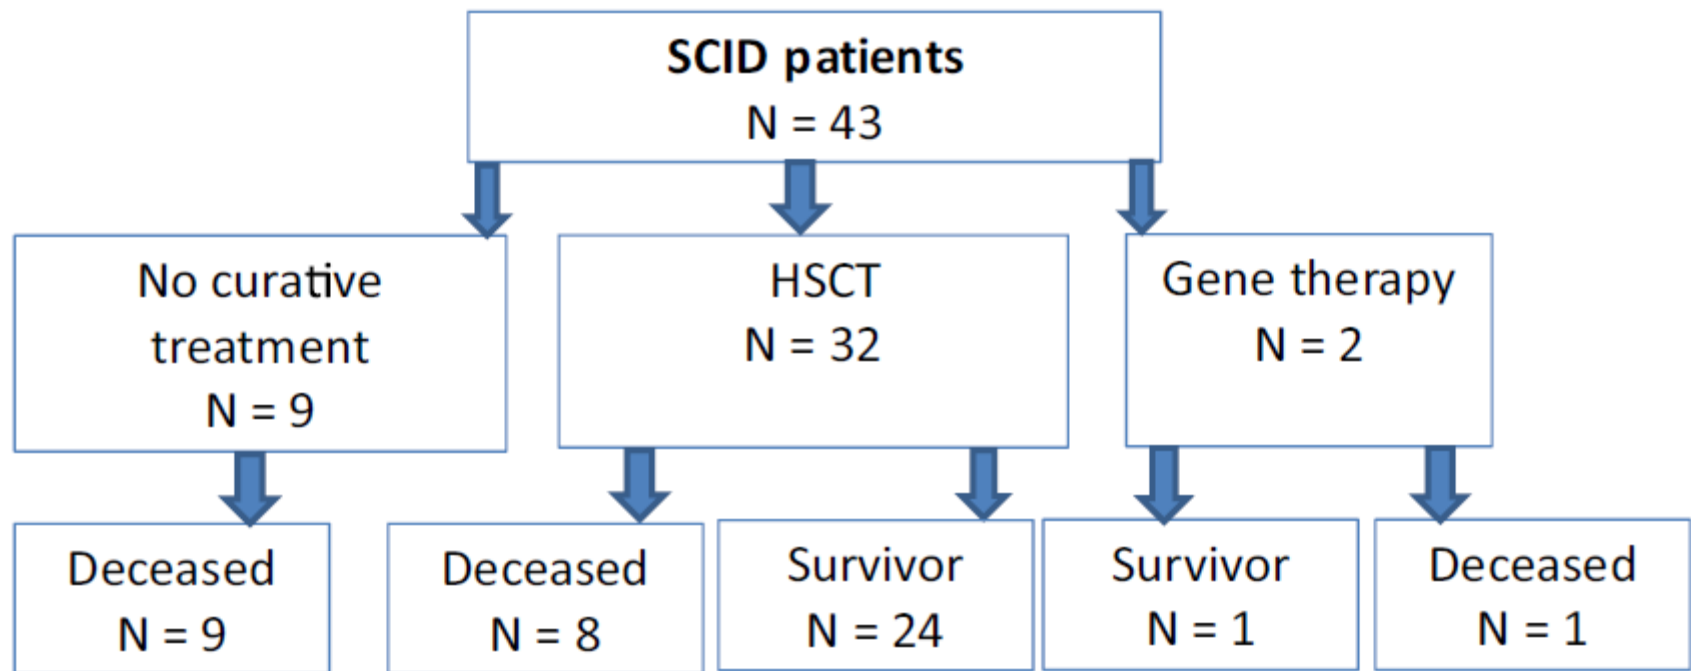 SCID patients
N = 43
No curative
treatment
N = 9
HSCT
N = 32
Gene therapy
N = 2
Deceased
N = 9
Deceased
N = 8
Survivor
N = 24
Survivor
N = 1
Deceased
N = 1